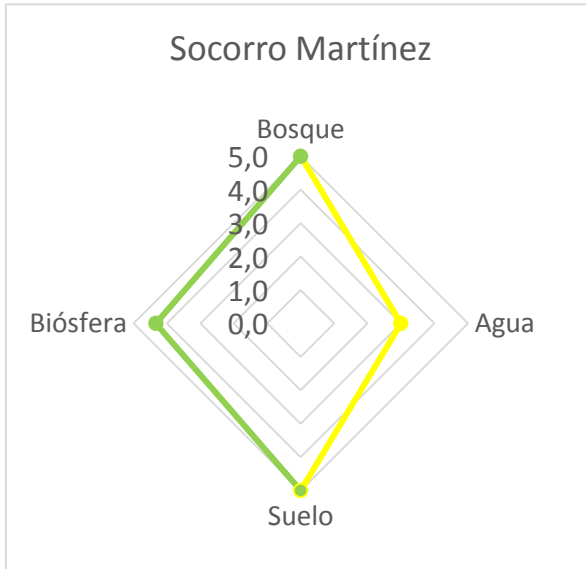 Socorro Martínez
Bosque
5,0
4,0
3,0
2,0
1,0
0,0
Biósfera
Agua
Suelo